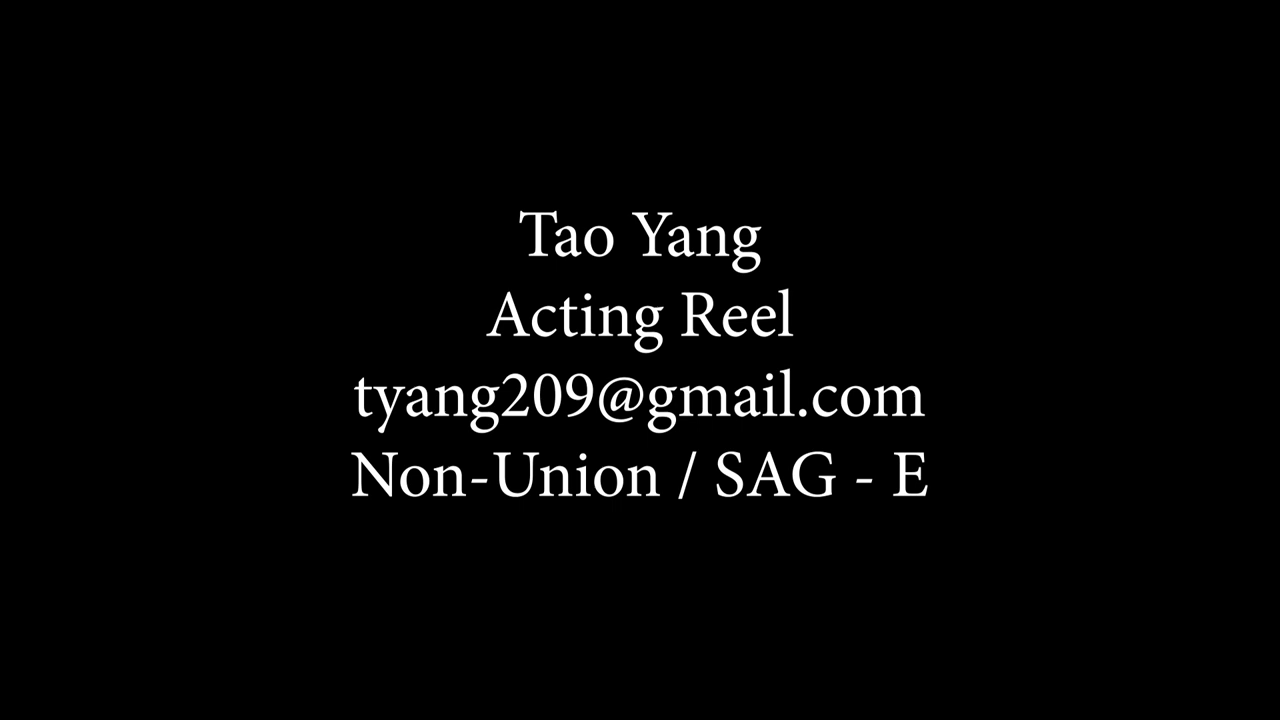 Tao Yang
Acting Reel
tyang209@gmail.com
Non-Union / SAG - E